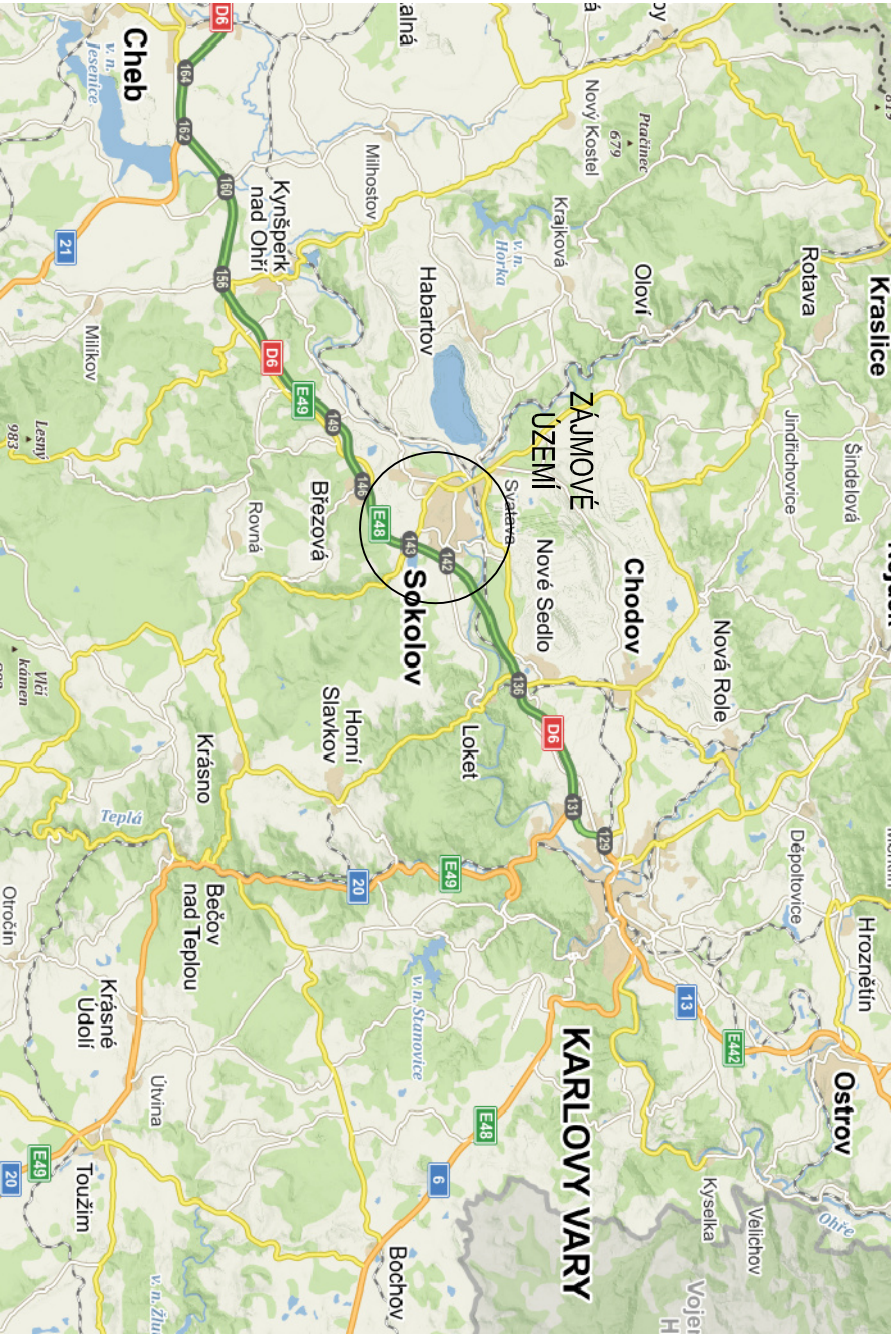 Kraslice
Hroznětín
Šindelová
Ostrov
Ohře
Rotava
Děpoltovice
Jindřichovice
Velichov
E442
Nová Role
Kyselka
13
Ptačinec
679
Oloví
Chodov
129
Nový Kostel
ZÁJMOVÉ
ÚZEMÍ
KARLOVY VARY
131
Krajková
D6
Nové Sedlo
136
v. n.
Horka
Svatava
E48
Loket
E49
142
6
Habartov
v. n. Stanovice
Sokolov
143
Bochov
Milhostov
E48
146
20
Horní
Slavkov
149
Březová
E49
Kynšperk
nad Ohří
D6
Rovná
D6
160
156
Bečov
nad Teplou
Krásno
164
162
Útvina
v. n. Žlu
Cheb
v. n.
Jesenice
Teplá
Krásné
Údolí
Milíkov
Toužim
21
Lesný
983
Vlčí
kámen
E49
20
Otročín